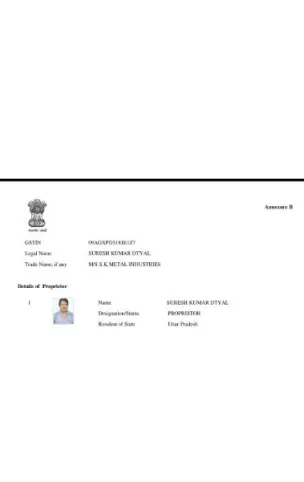 Annexure B
GSTIN
Legal Name SURESH KUMAR DTYAL
Trade Name, if any M/S S.K METAL INDUSTRIES
Details of Proprietor
1 Name SURESH KUMAR DTYAL
Designation/Status PROPRIETOR
Resident of State Uttar Pradesh